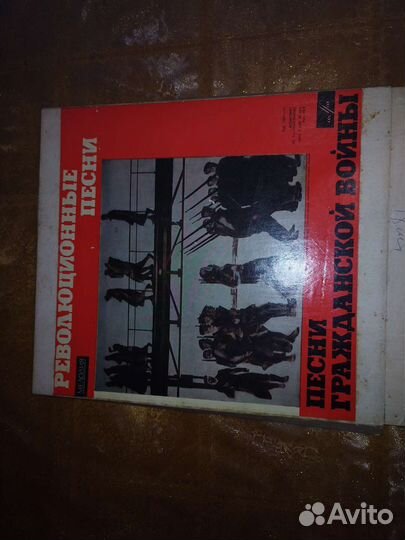 РЕВОЛЮЦИОННЫЕ
ПЕСНИ
МЕЛОДИЯ
ПЕСНИ
ГРАЖДАНСКОЙ ВОЙНЫ
Avito